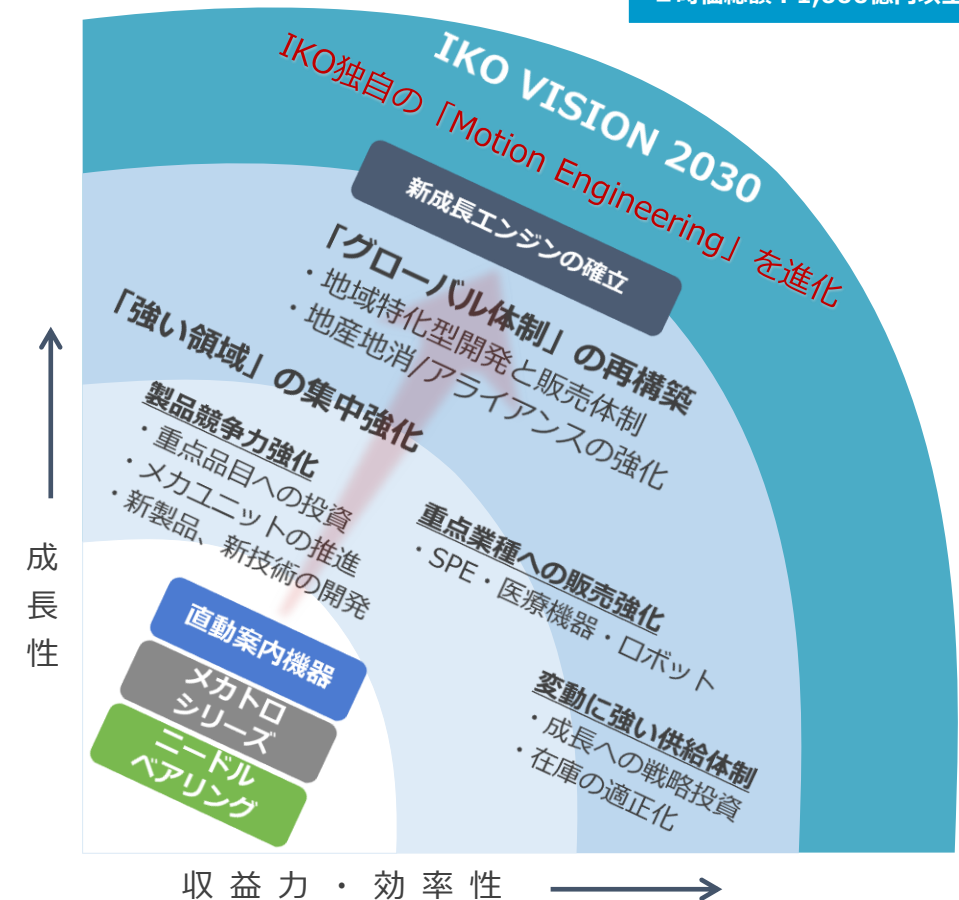 IKO VISION 2030
IKO独自の「Motion Engineering」を進化
新成長エンジンの確立
「グローバル体制」の再構築
・地域特化型開発と販売体制
・地産地消/アライアンスの強化
「強い領域」の集中強化
製品競争力強化
・重点品目への投資
・メカユニットの推進
・新製品、新技術の開発
重点業種への販売強化
・SPE・医療機器・ロボット
変動に強い供給体制
・成長への戦略投資
・在庫の適正化
直動案内機器
メカトロ
シリーズ
ニードル
ベアリング
成長性
収益力・効率性